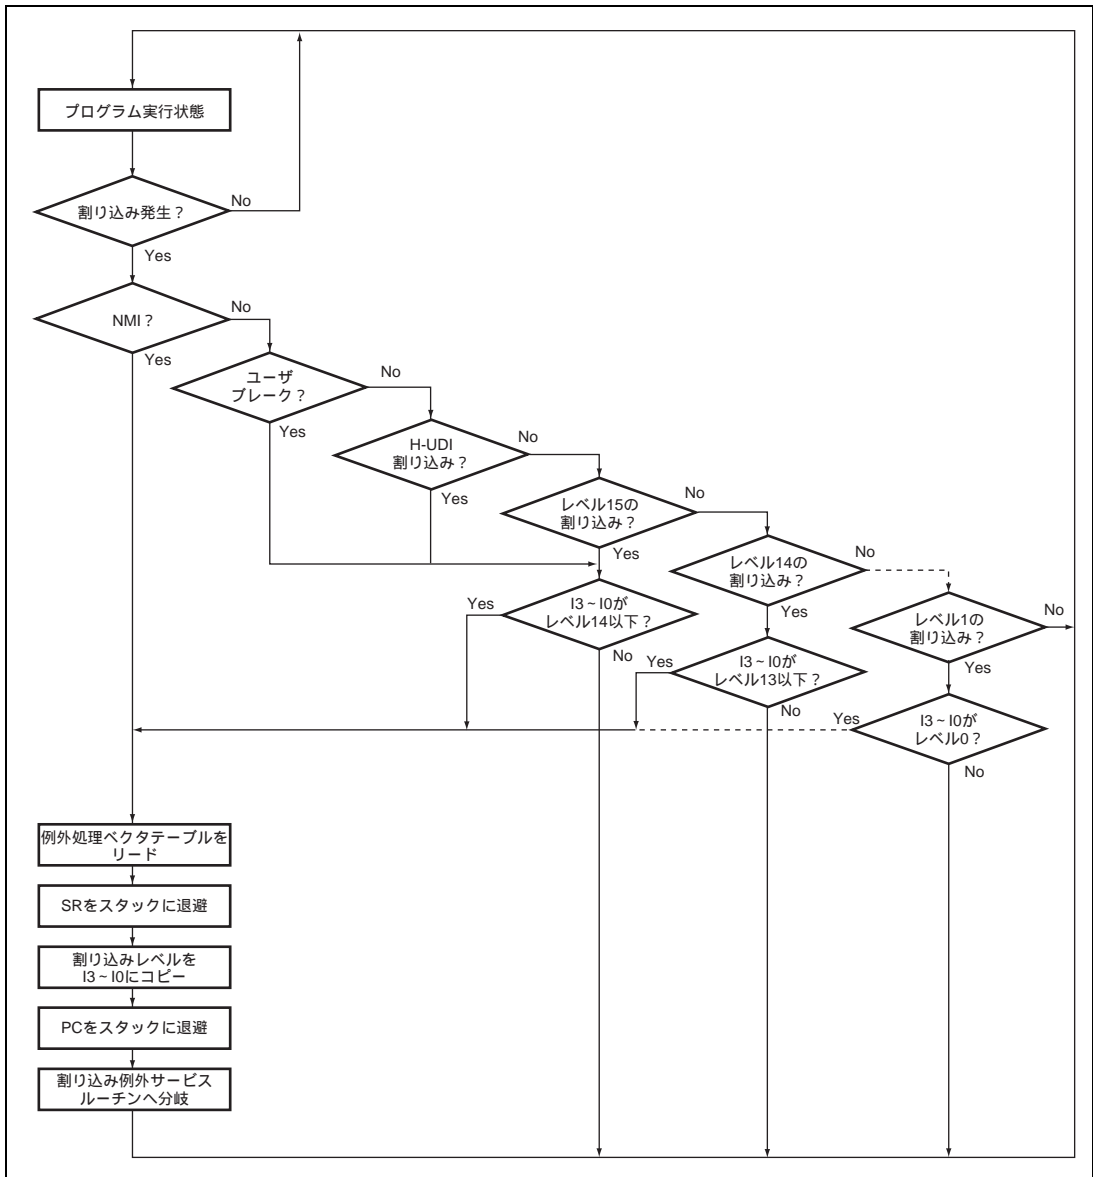 プログラム実行状態
割り込み発生？
No
Yes
NMI？
No
Yes
ユーザ
ブレーク？
No
Yes
H-UDI
割り込み？
No
Yes
レベル15の
割り込み？
No
Yes
レベル14の
割り込み？
No
Yes
レベル1の
割り込み？
No
Yes
I3～I0が
レベル14以下？
Yes
No
I3～I0が
レベル13以下？
Yes
No
I3～I0が
レベル0？
Yes
No
例外処理ベクタテーブルを
リード
SRをスタックに退避
割り込みレベルを
I3～I0にコピー
PCをスタックに退避
割り込み例外サービス
ルーチンへ分岐